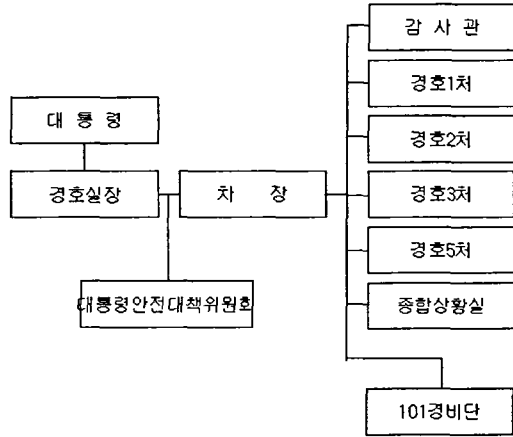 감 사 관
경호1처
대 통 령
경호2처
경호실장
차 장
경호3처
경호5처
대통령안전대책위원회
종합상황실
101경비단